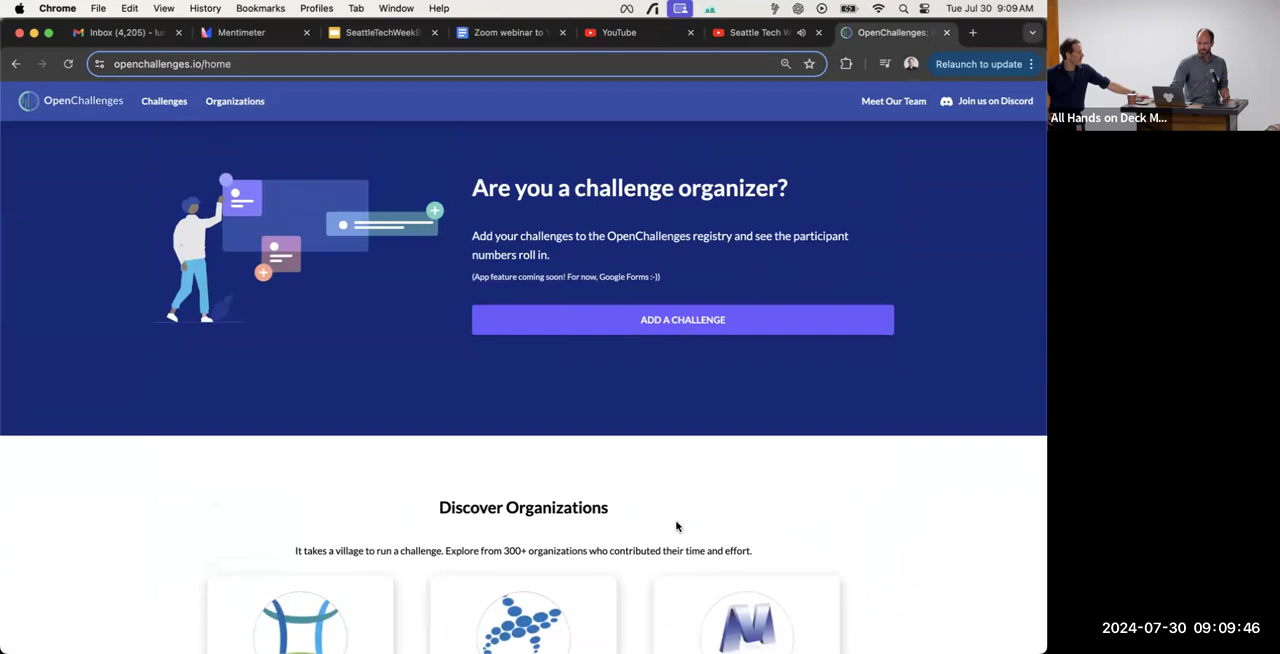 Chrome File Edit View History Bookmarks Profiles Tab Window Help Tue Jul 30 9:09 AM
Inbox (4,205) - lu Mentimeter SeattleTechWeek Zoom webinar to YouTube Seattle Tech W OpenChallenges:
openchallenges.io/home Relaunch to update
OpenChallenges Challenges Organizations Meet Our Team Join us on Discord
All Hands on Deck M...
Are you a challenge organizer?
Add your challenges to the OpenChallenges registry and see the participant
numbers roll in.
(App feature coming soon! For now, Google Forms :-))
ADD A CHALLENGE
Discover Organizations
It takes a village to run a challenge. Explore from 300+ organizations who contributed their time and effort.
2024-07-30 09:09:46